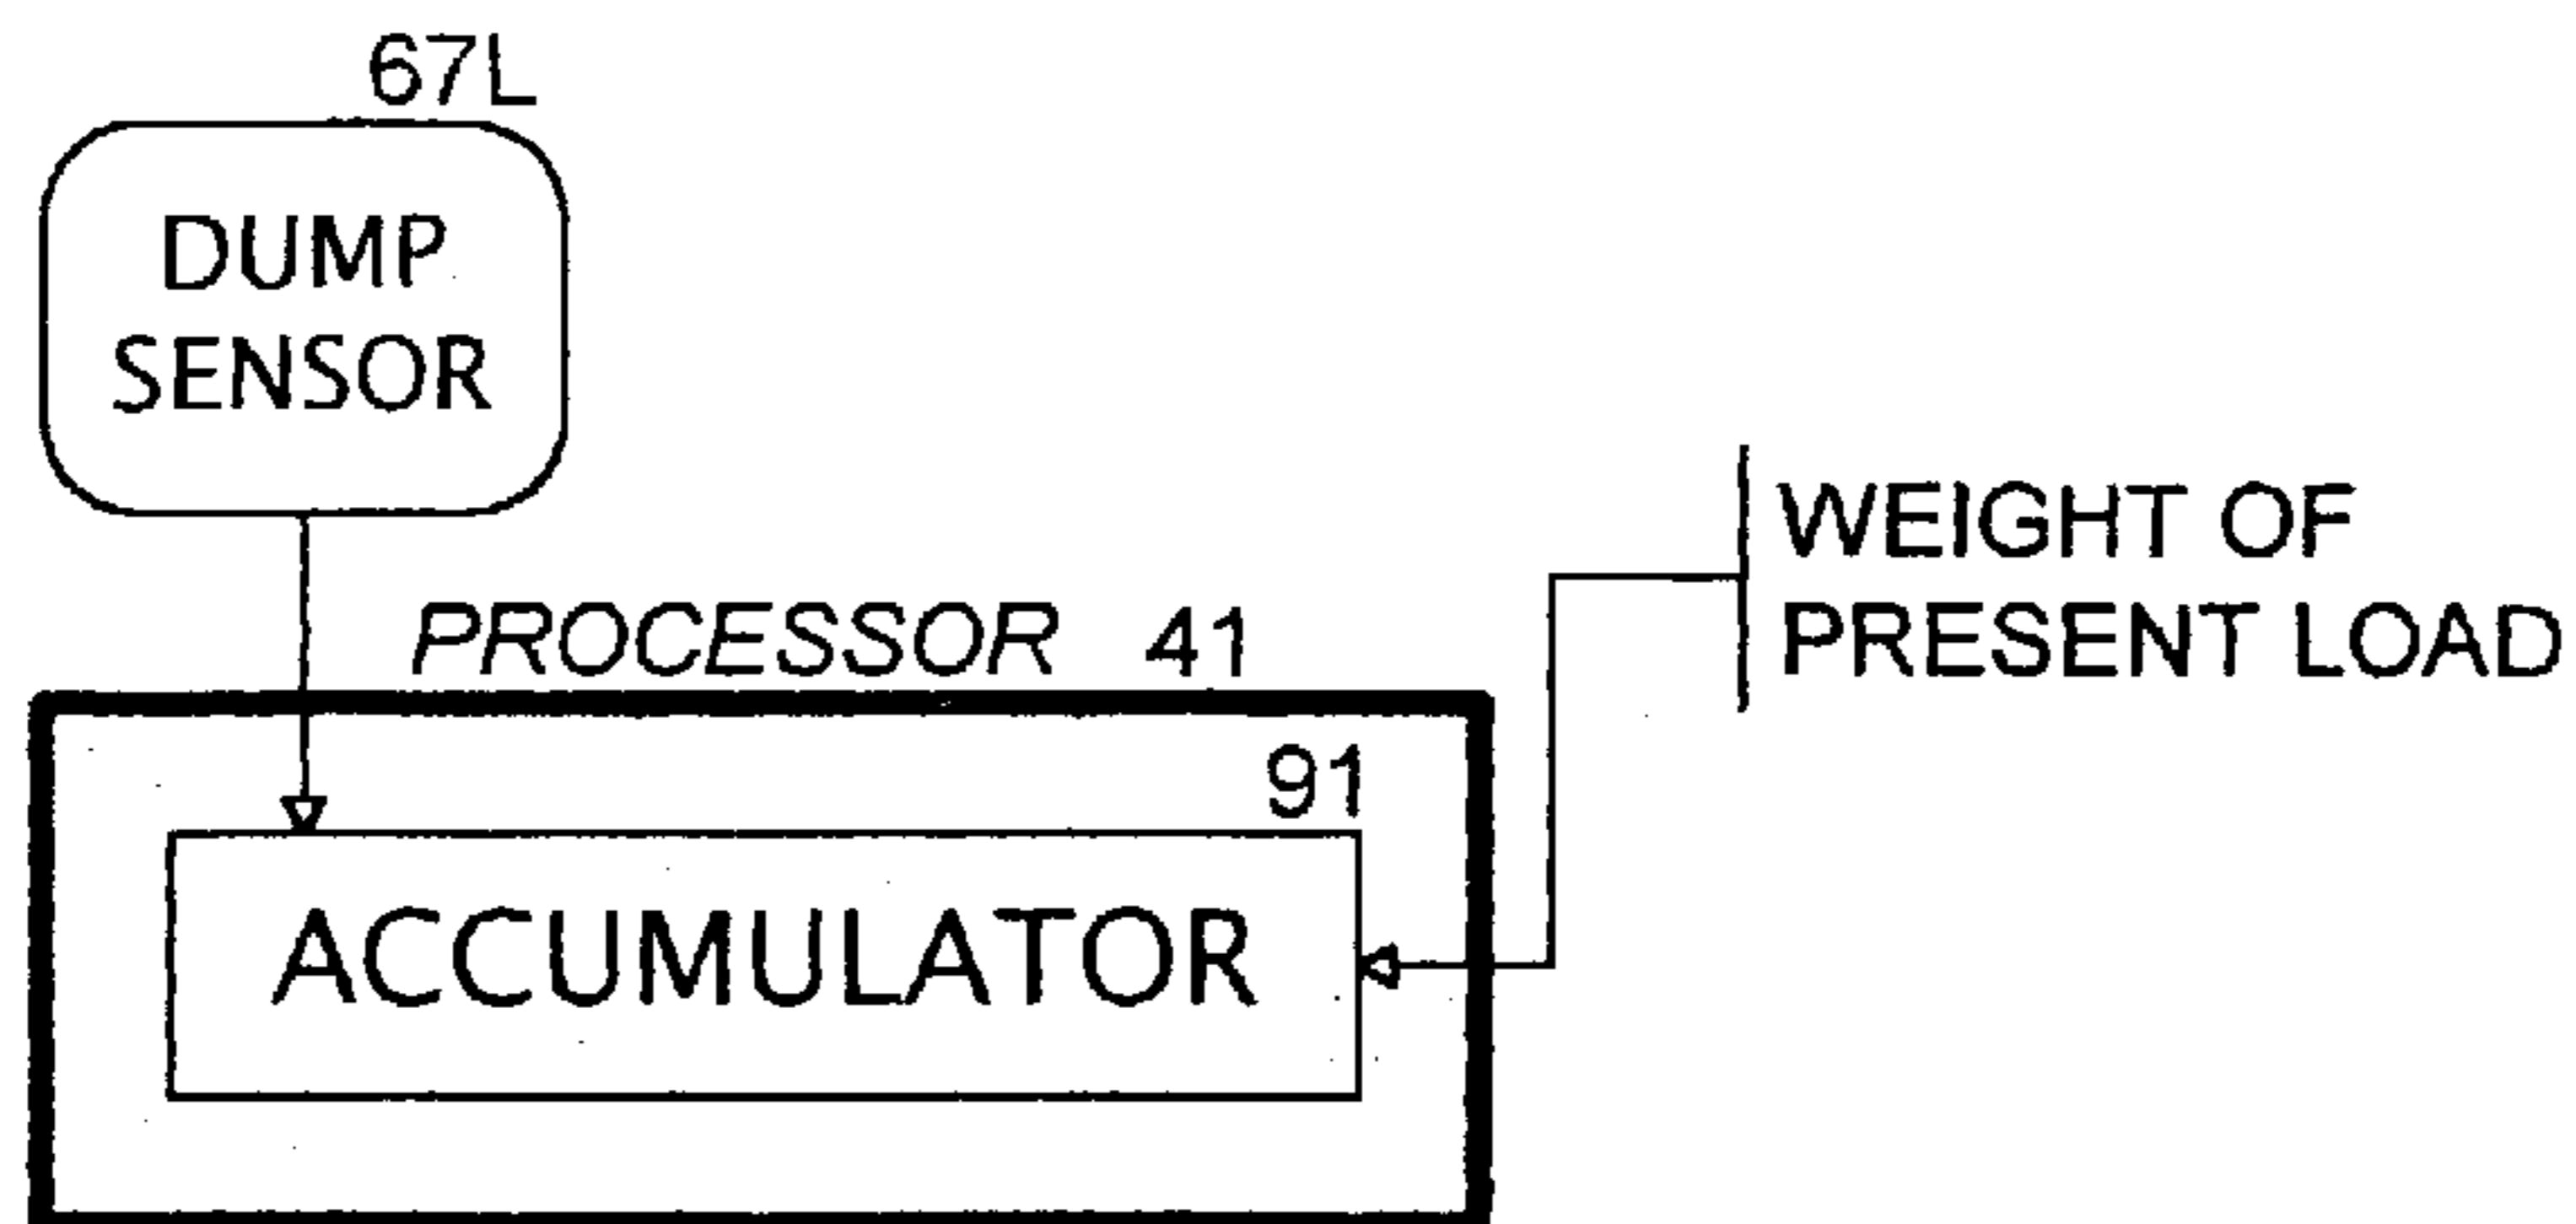 67L
DUMP
SENSOR
WEIGHT OF
PRESENT LOAD
PROCESSOR 41
91
ACCUMULATOR